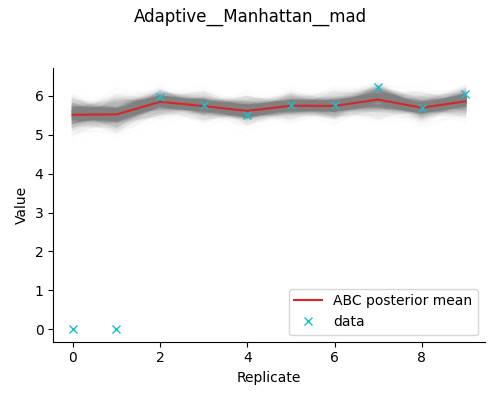 Adaptive__Manhattan__mad
6
5
4
3
2
1
0
Value
0
2
4
6
8
Replicate
ABC posterior mean
data